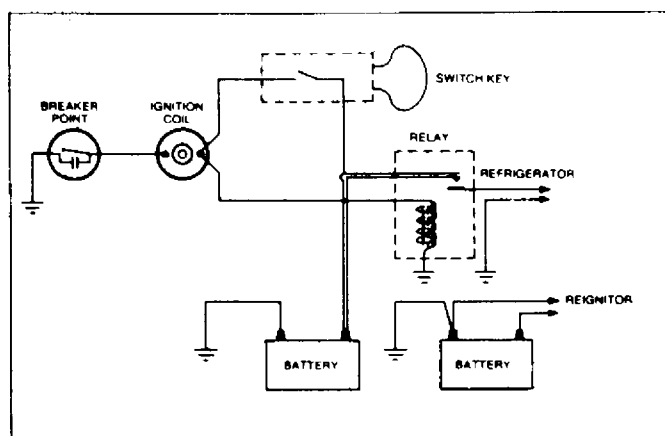 SWITCH KEY
BREAKER
POINT
IGNITION
COIL
RELAY
REFRIGERATOR
REIGNITOR
BATTERY
BATTERY